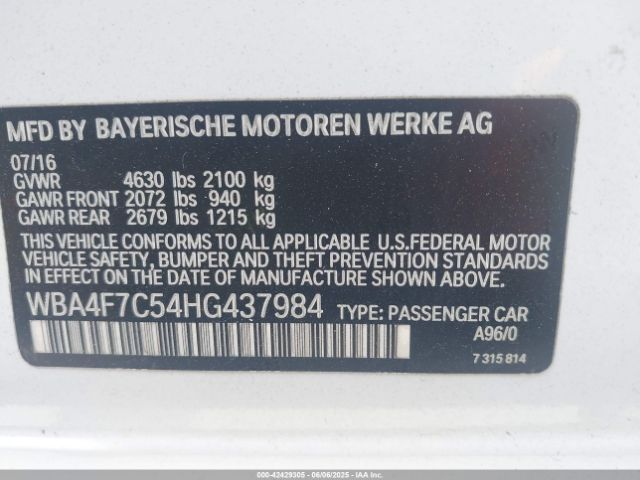 MFD BY BAYERISCHE MOTOREN WERKE AG
07/16
GVWR 4630 lbs 2100 kg
GAWR FRONT 2072 lbs 940 kg
GAWR REAR 2679 lbs 1215 kg
THIS VEHICLE CONFORMS TO ALL APPLICABLE U.S.FEDERAL MOTOR
VEHICLE SAFETY, BUMPER AND THEFT PREVENTION STANDARDS
IN EFFECT ON THE DATE OF MANUFACTURE SHOWN ABOVE.
WBA4F7C54HG437984 TYPE: PASSENGER CAR
A96/0
7 315 814
000-42429305 - 06/06/2025 - IAAI.COM